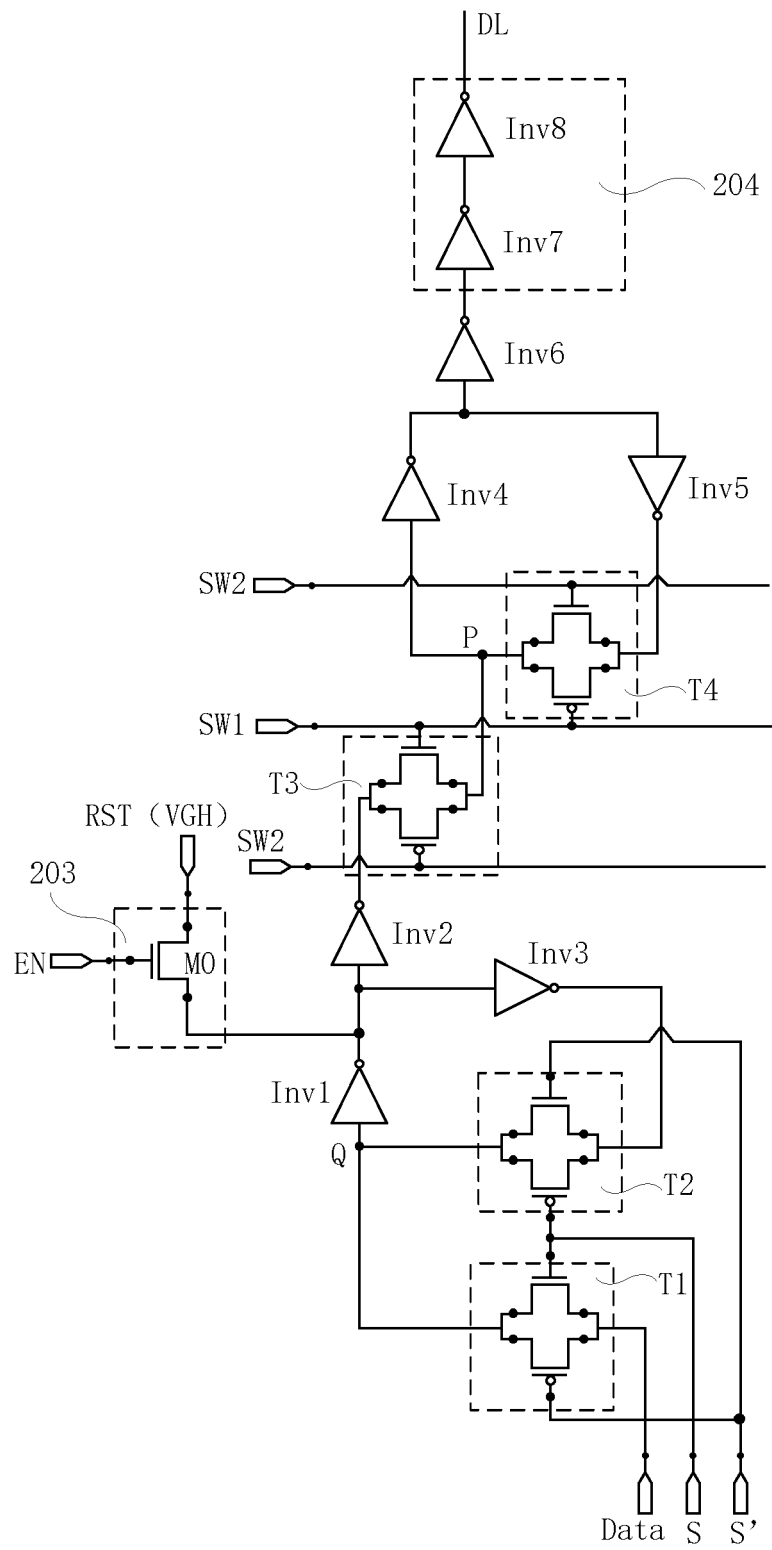 DL
Inv8
204
Inv7
Inv6
Inv4
Inv5
SW2
P
T4
SW1
T3
RST (VGH)
SW2
203
Inv2
Inv3
EN
M0
Inv1
Q
T2
T1
Data
S
S'